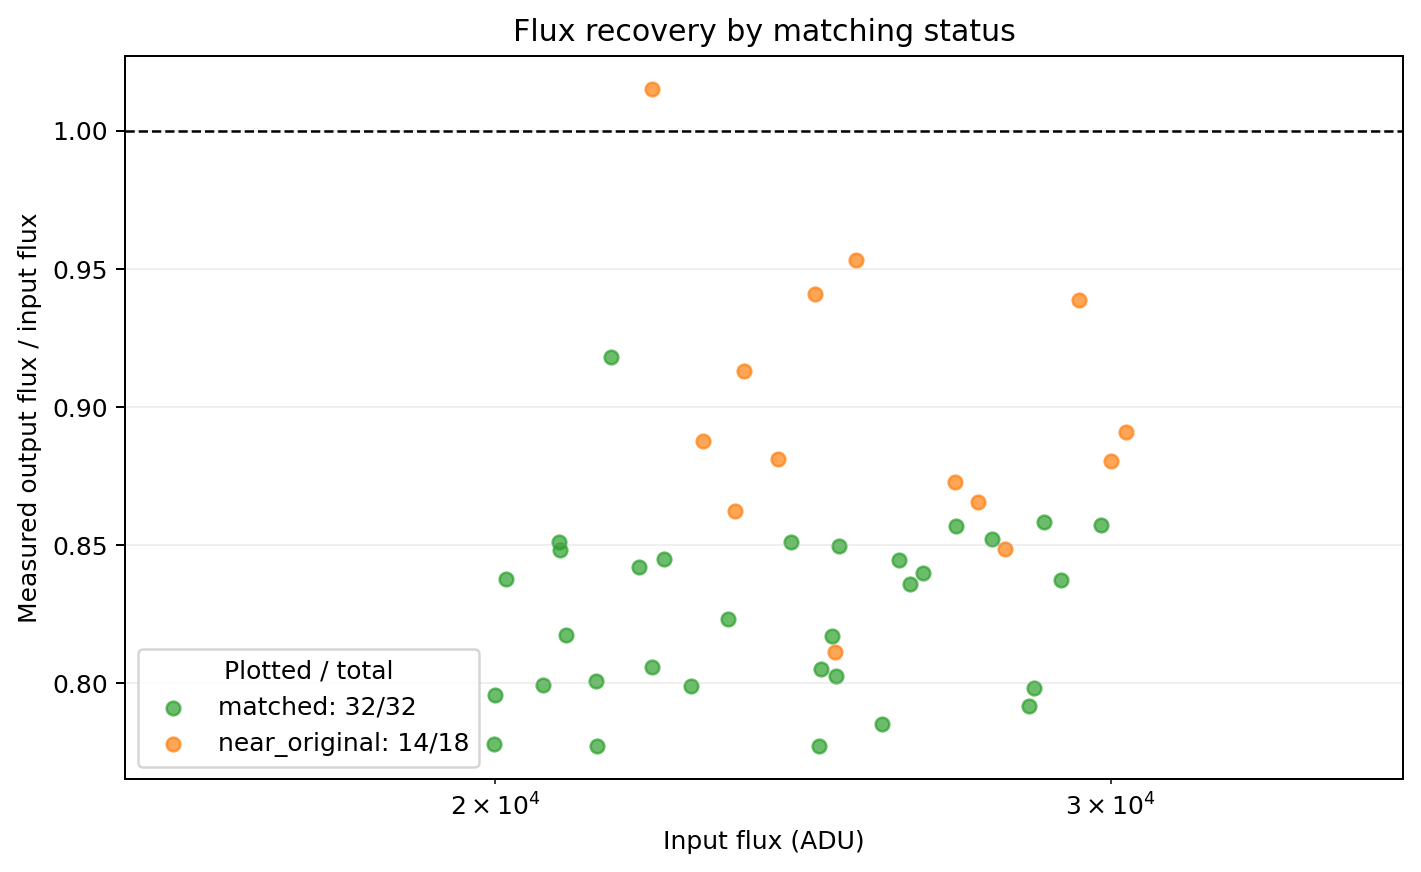 Flux recovery by matching status
Measured output flux / input flux
1.00
0.95
0.90
0.85
0.80
Plotted / total
matched: 32/32
near_original: 14/18
2 × 10⁴
3 × 10⁴
Input flux (ADU)